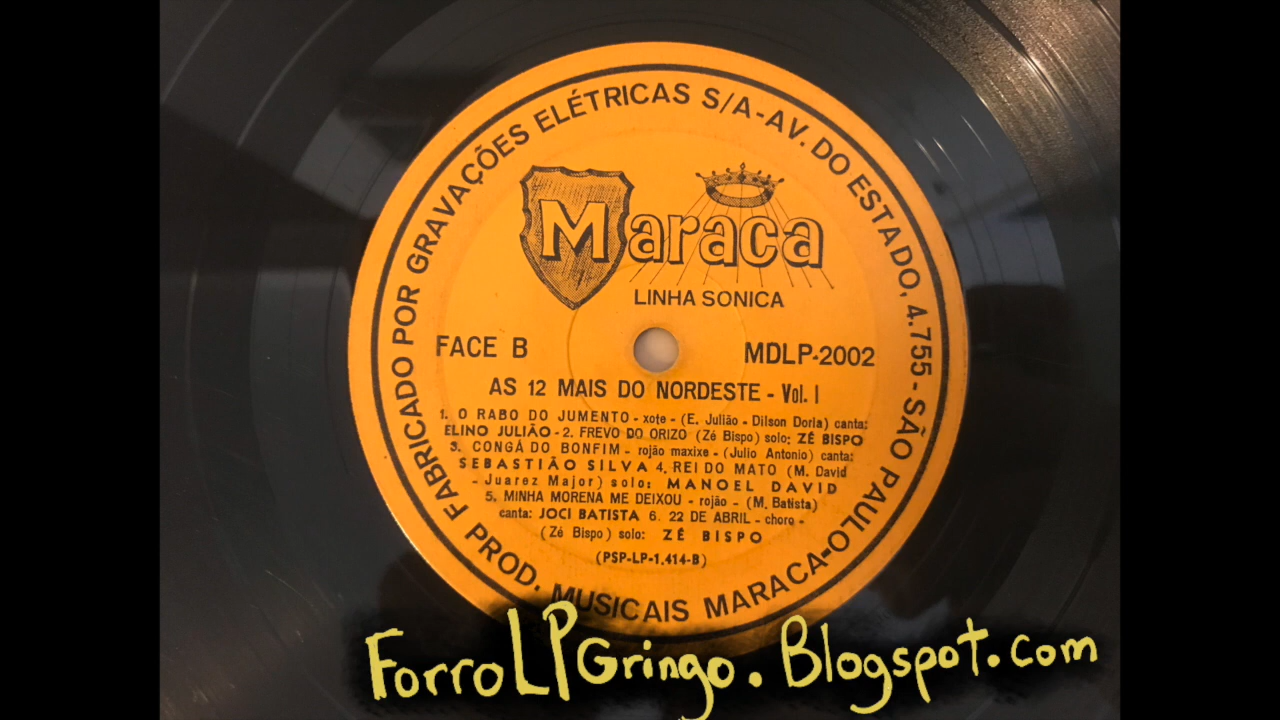 FABRICADO POR GRAVAÇÕES ELÉTRICAS S/A-AV. DO ESTADO, 4.755 - SÃO PAULO-
PROD. MUSICAIS MARACA-
Maraca
LINHA SONICA
FACE B
MDLP-2002
AS 12 MAIS DO NORDESTE - Vol. I
1. O RABO DO JUMENTO - xote - (E. Julião - Dilson Doria) canta:
ELINO JULIÃO - 2. FREVO DO ORIZO (Zé Bispo) solo: ZÉ BISPO
3. CONGÁ DO BONFIM - rojão maxixe - (Julio Antonio) canta:
SEBASTIÃO SILVA 4. REI DO MATO (M. David
- Juarez Major) solo: MANOEL DAVID
5. MINHA MORENA ME DEIXOU - rojão - (M. Batista)
canta: JOCI BATISTA 6. 22 DE ABRIL - choro -
(Zé Bispo) solo: ZÉ BISPO
(PSP-LP-1.414-B)
ForroLPGringo.Blogspot.com